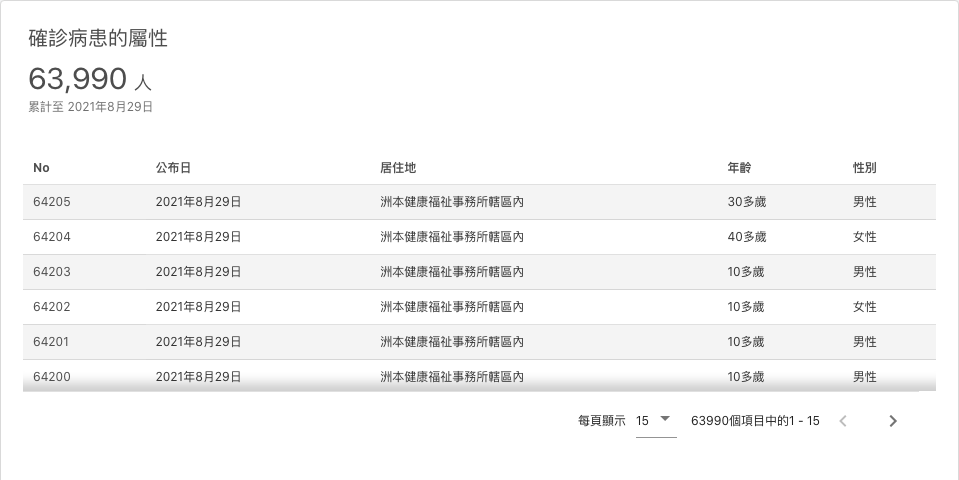 確診病患的屬性
63,990 人
累計至 2021年8月29日
No 公布日 居住地 年齡 性別
64205 2021年8月29日 洲本健康福祉事務所轄區內 30多歲 男性
64204 2021年8月29日 洲本健康福祉事務所轄區內 40多歲 女性
64203 2021年8月29日 洲本健康福祉事務所轄區內 10多歲 男性
64202 2021年8月29日 洲本健康福祉事務所轄區內 10多歲 女性
64201 2021年8月29日 洲本健康福祉事務所轄區內 10多歲 男性
64200 2021年8月29日 洲本健康福祉事務所轄區內 10多歲 男性
每頁顯示 15 63990個項目中的1 - 15